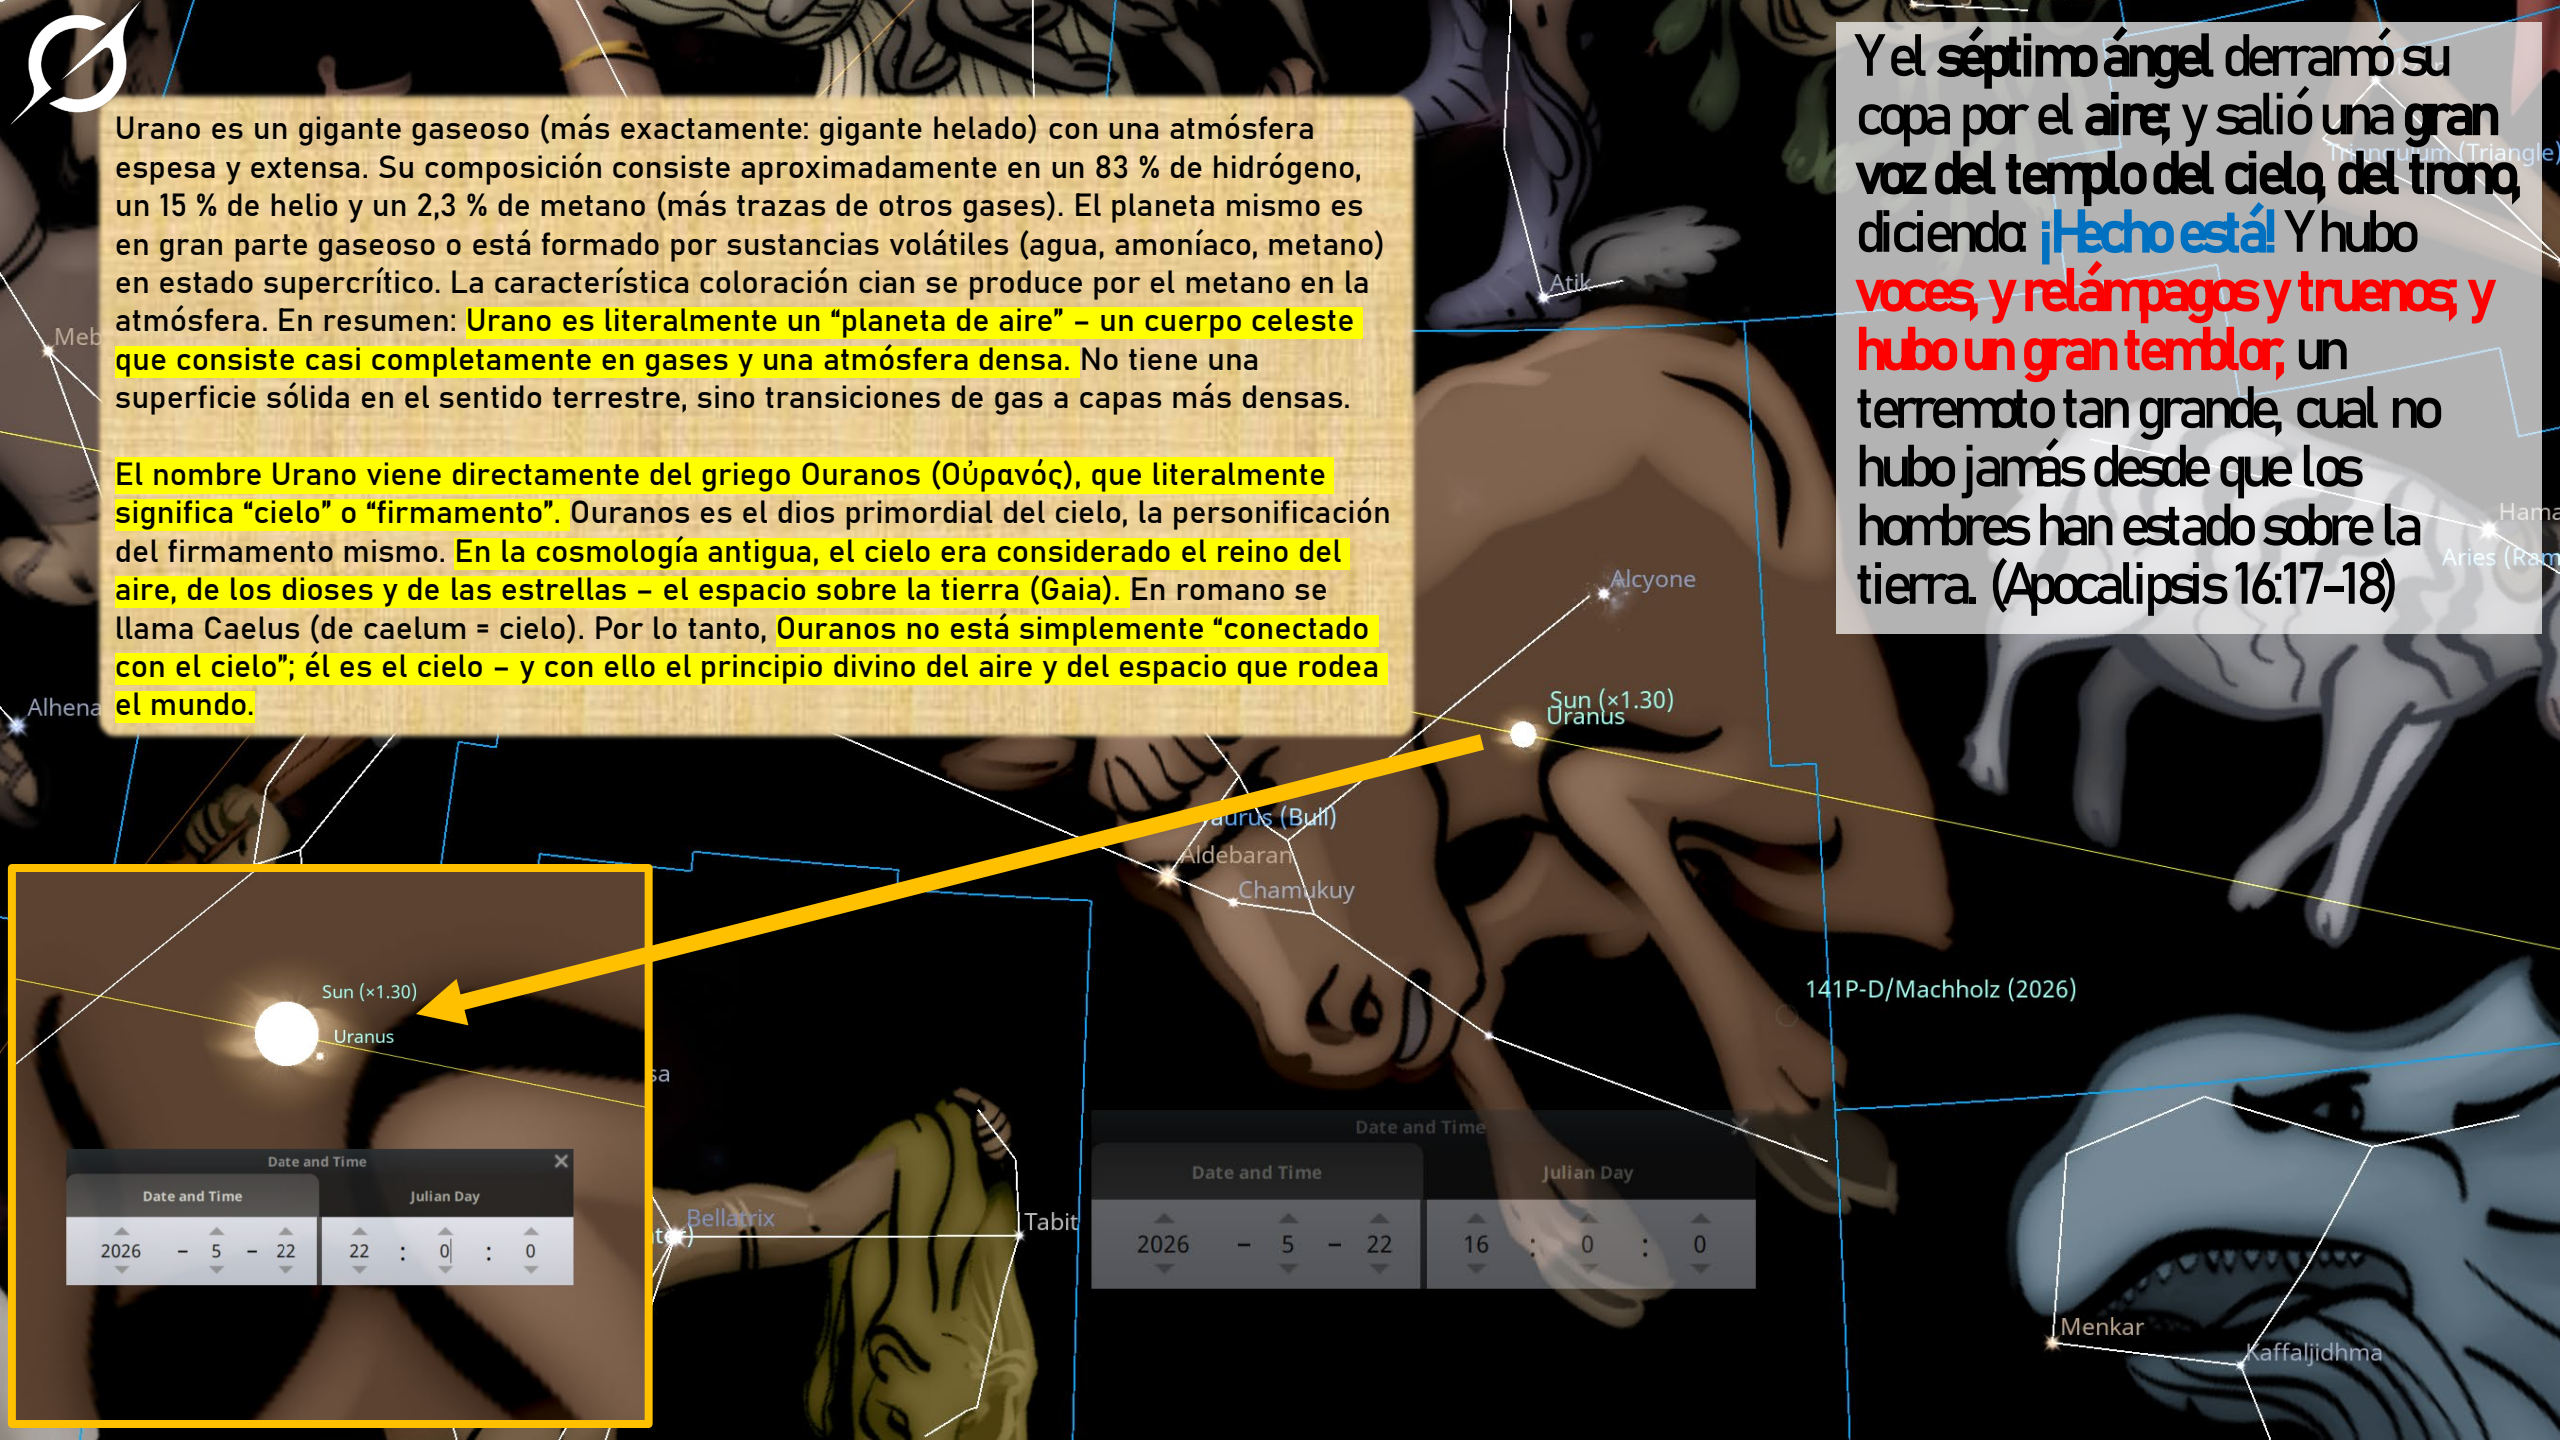 Urano es un gigante gaseoso (más exactamente: gigante helado) con una atmósfera
espesa y extensa. Su composición consiste aproximadamente en un 83 % de hidrógeno,
un 15 % de helio y un 2,3 % de metano (más trazas de otros gases). El planeta mismo es
en gran parte gaseoso o está formado por sustancias volátiles (agua, amoníaco, metano)
en estado supercrítico. La característica coloración cian se produce por el metano en la
atmósfera. En resumen: Urano es literalmente un “planeta de aire” – un cuerpo celeste
que consiste casi completamente en gases y una atmósfera densa. No tiene una
superficie sólida en el sentido terrestre, sino transiciones de gas a capas más densas.
El nombre Urano viene directamente del griego Ouranos (Οὐρανός), que literalmente
significa “cielo” o “firmamento”. Ouranos es el dios primordial del cielo, la personificación
del firmamento mismo. En la cosmología antigua, el cielo era considerado el reino del
aire, de los dioses y de las estrellas – el espacio sobre la tierra (Gaia). En romano se
llama Caelus (de caelum = cielo). Por lo tanto, Ouranos no está simplemente “conectado
con el cielo”; él es el cielo – y con ello el principio divino del aire y del espacio que rodea
el mundo.
Y el séptimo ángel derramó su
copa por el aire; y salió una gran
voz del templo del cielo, del trono,
diciendo: ¡Hecho está! Y hubo
voces, y relámpagos y truenos; y
hubo un gran temblor; un
terremoto tan grande, cual no
hubo jamás desde que los
hombres han estado sobre la
tierra. (Apocalipsis 16:17-18)
Triangulum (Triangle)
Hama
Aries (Ram
Atik
Meb
Alhena
Alcyone
Sun (×1.30)
Uranus
Taurus (Bull)
Aldebaran
Chamukuy
141P-D/Machholz (2026)
Sun (×1.30)
Uranus
Date and Time
Date and Time Julian Day
2026 – 5 – 22 22 : 0 : 0
sa
Bellatrix
ter)
Tabit
Date and Time
Date and Time Julian Day
2026 – 5 – 22 16 : 0 : 0
Menkar
Kaffaljidhma